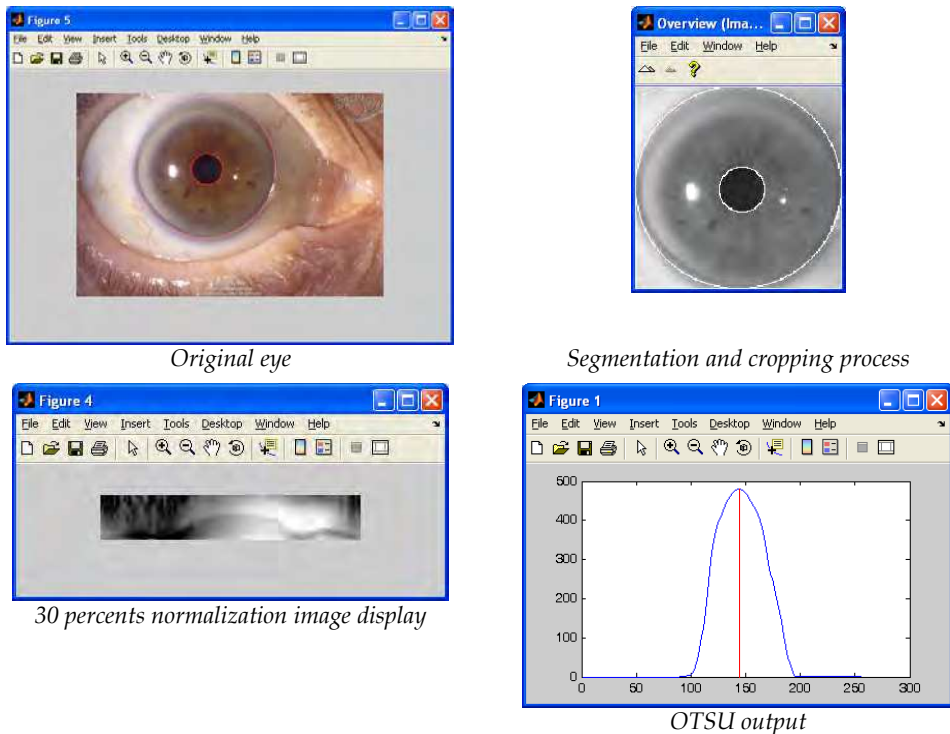 Figure 5
File Edit View Insert Tools Desktop Window Help
Original eye
Overview (Ima...
File Edit Window Help
Segmentation and cropping process
Figure 4
File Edit View Insert Tools Desktop Window Help
30 percents normalization image display
Figure 1
File Edit View Insert Tools Desktop Window Help
500
400
300
200
100
0
0 50 100 150 200 250 300
OTSU output